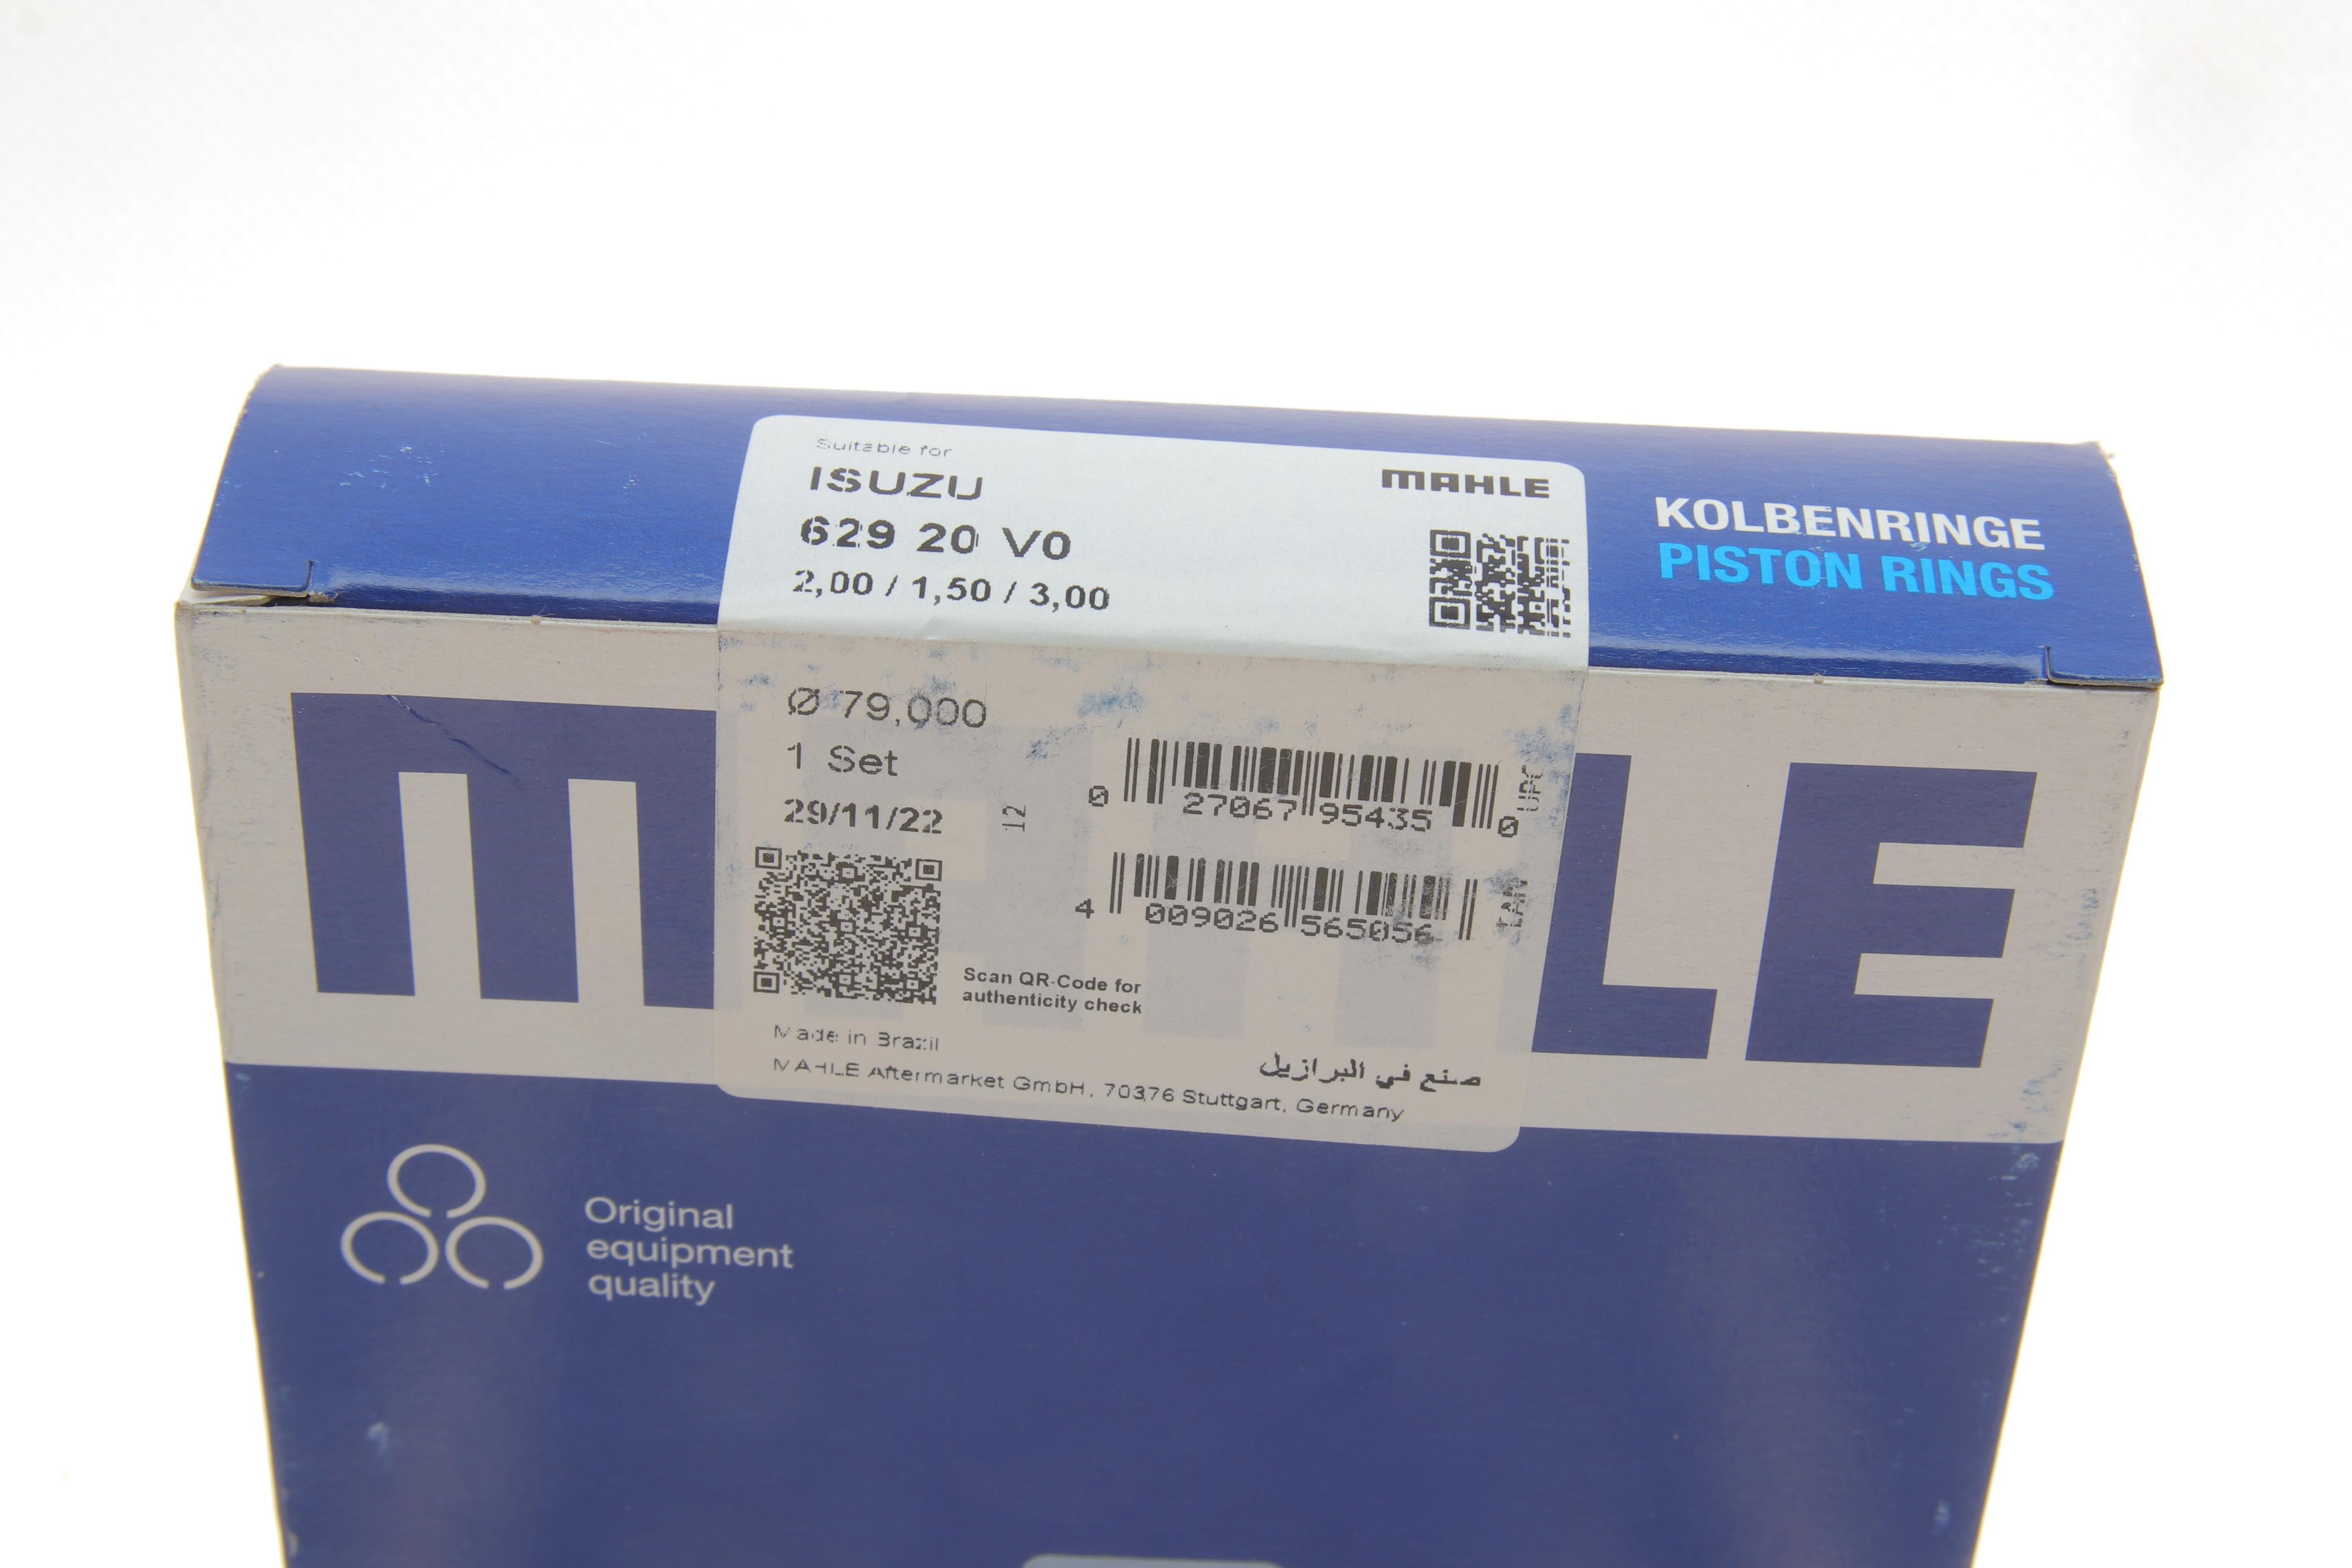 Suitable for
ISUZU
MAHLE
629 20 V0
2,00 / 1,50 / 3,00
KOLBENRINGE
PISTON RINGS
Ø 79,000
1 Set
29/11/22
12
0 27067 95435 0
UPC
4 009026 565056
EAN
Scan QR-Code for
authenticity check
Made in Brazil
صنع في البرازيل
MAHLE Aftermarket GmbH, 70376 Stuttgart, Germany
MAHLE
Original
equipment
quality